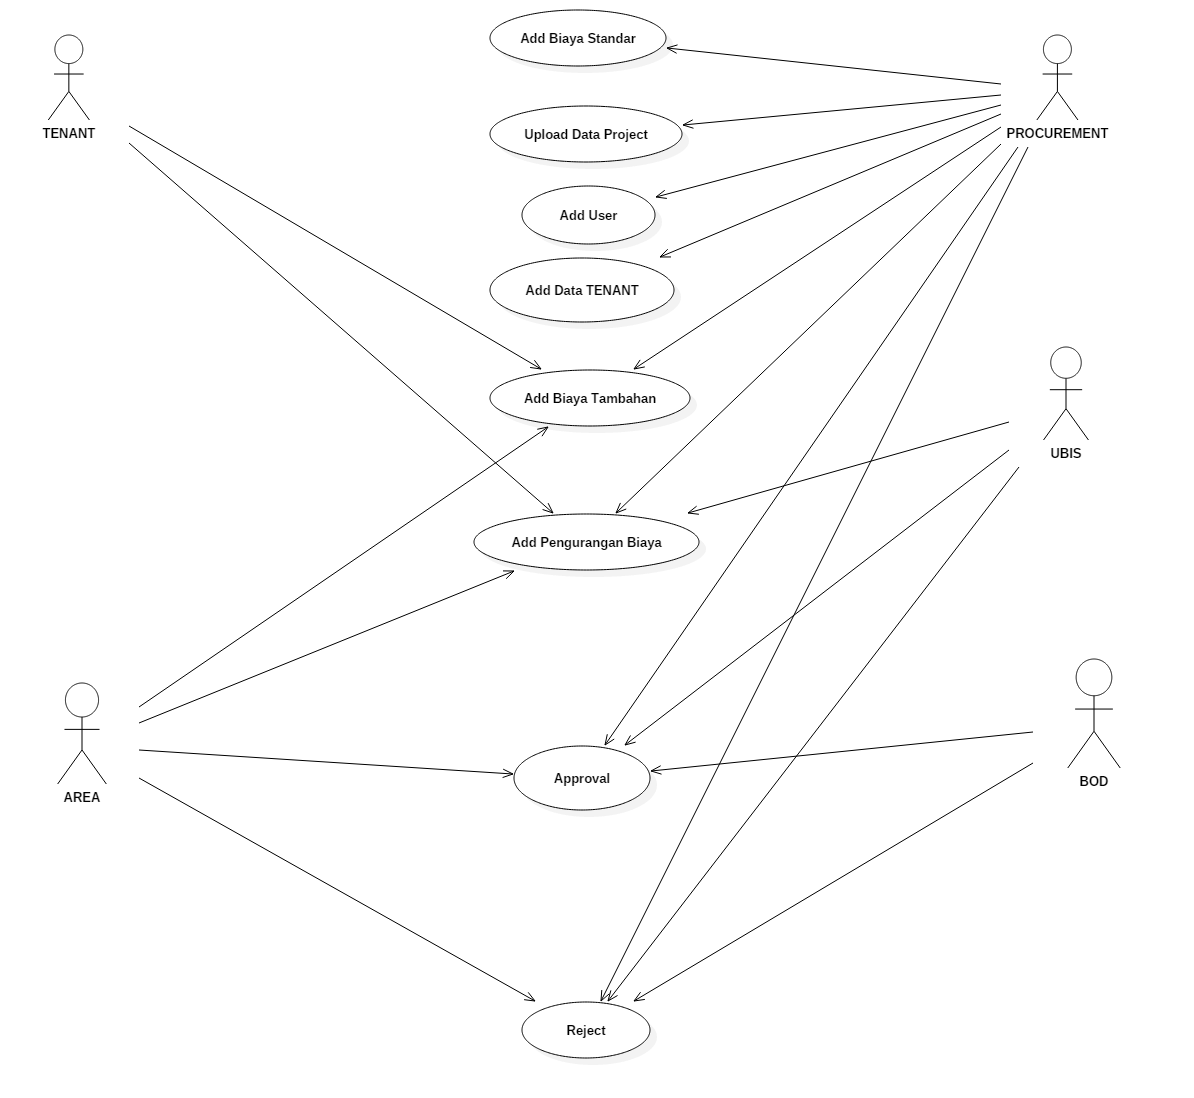 Add Biaya Standar
TENANT
Upload Data Project
PROCUREMENT
Add User
Add Data TENANT
Add Biaya Tambahan
UBIS
Add Pengurangan Biaya
Approval
BOD
AREA
Reject